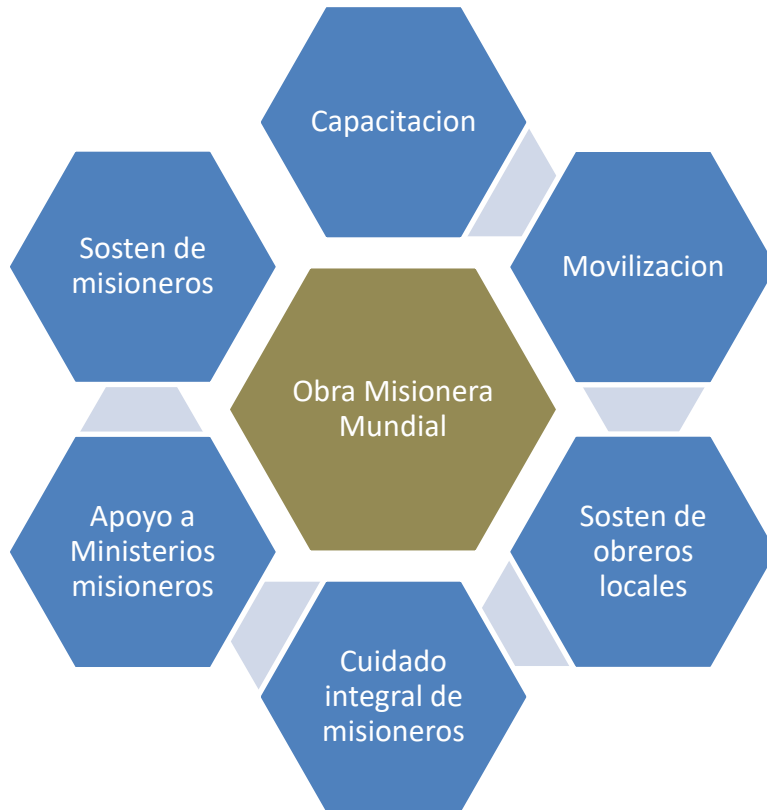 Capacitacion
Movilizacion
Sosten de
obreros
locales
Cuidado
integral de
misioneros
Apoyo a
Ministerios
misioneros
Sosten de
misioneros
Obra Misionera
Mundial